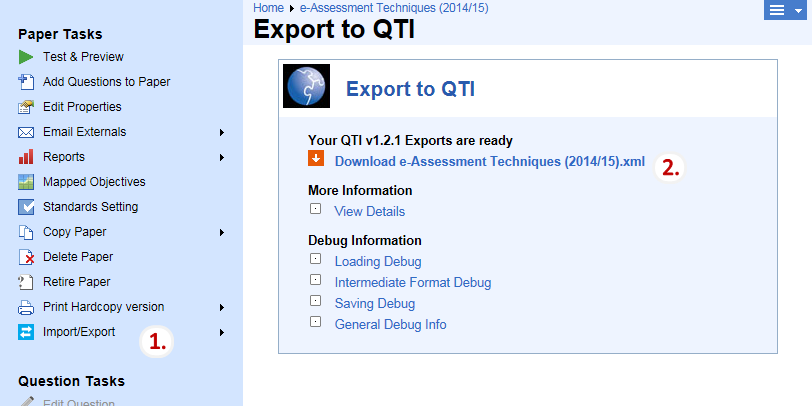 Home ▸ e-Assessment Techniques (2014/15)
Export to QTI
Paper Tasks
Test & Preview
Add Questions to Paper
Edit Properties
Email Externals
Reports
Mapped Objectives
Standards Setting
Copy Paper
Delete Paper
Retire Paper
Print Hardcopy version
Import/Export
1.
Question Tasks
Edit Question
Export to QTI
Your QTI v1.2.1 Exports are ready
Download e-Assessment Techniques (2014/15).xml
2.
More Information
View Details
Debug Information
Loading Debug
Intermediate Format Debug
Saving Debug
General Debug Info